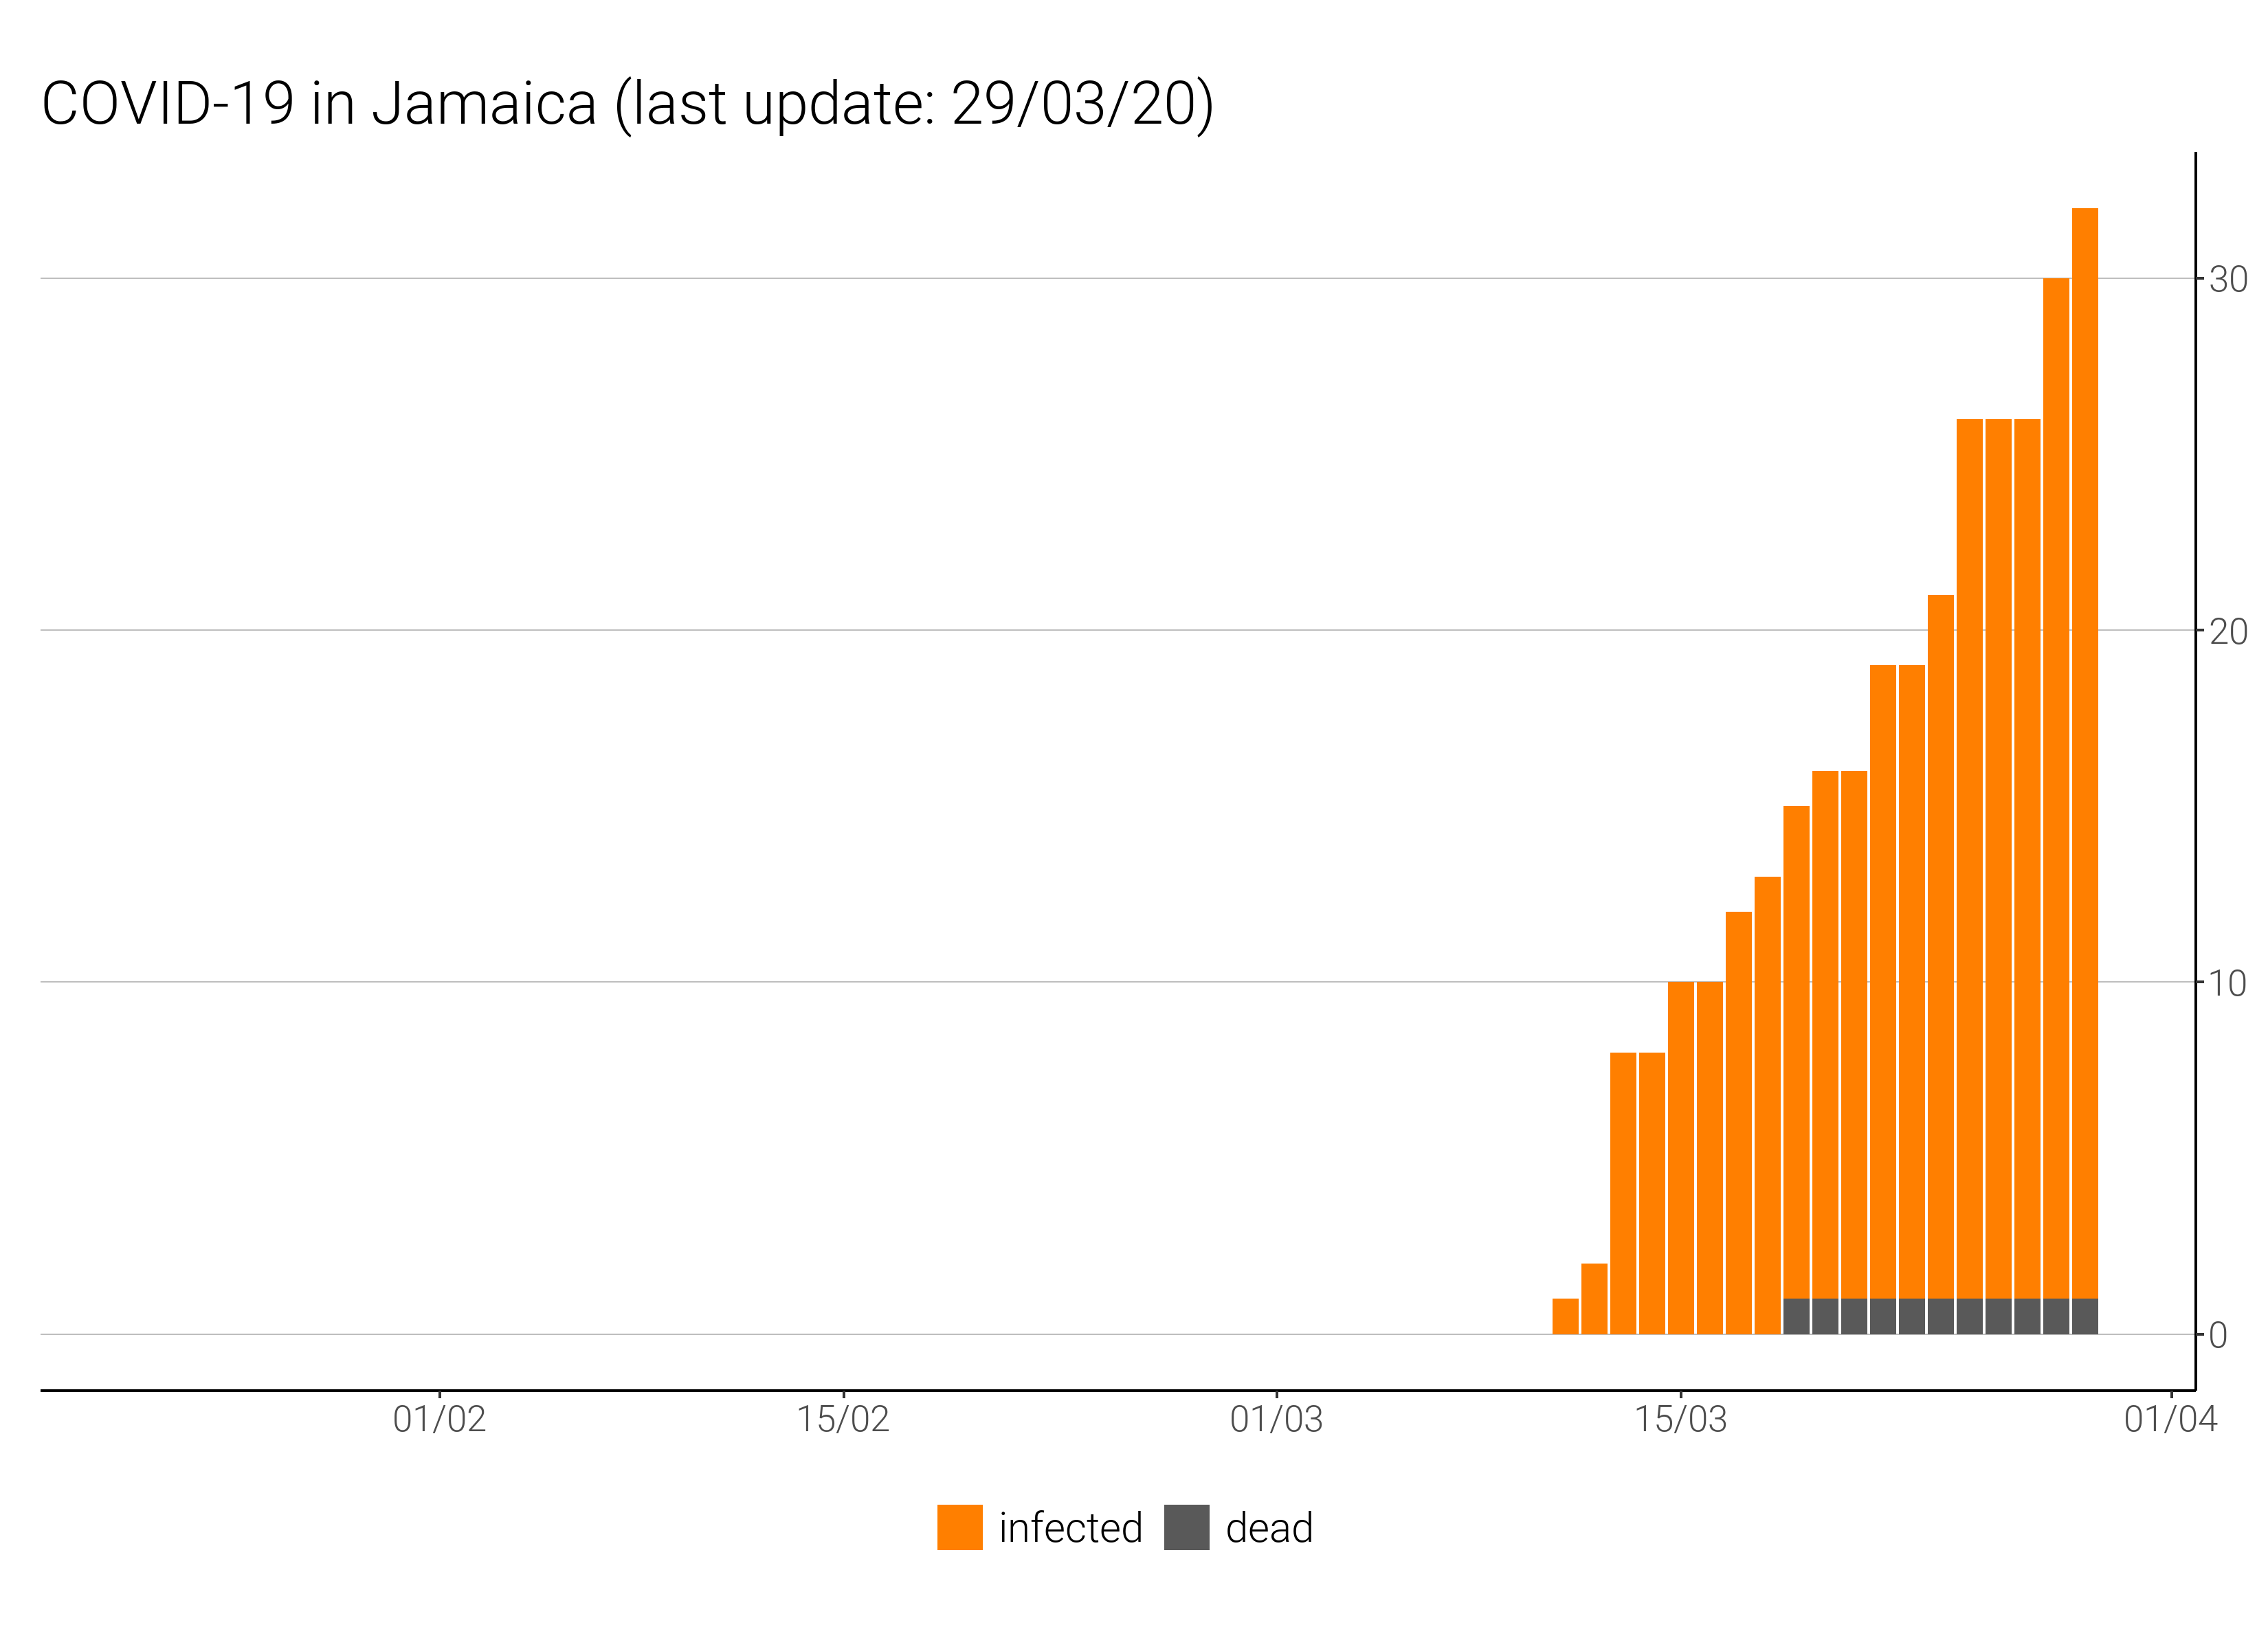 COVID-19 in Jamaica (last update: 29/03/20)
30
20
10
0
01/02 15/02 01/03 15/03 01/04
infected dead